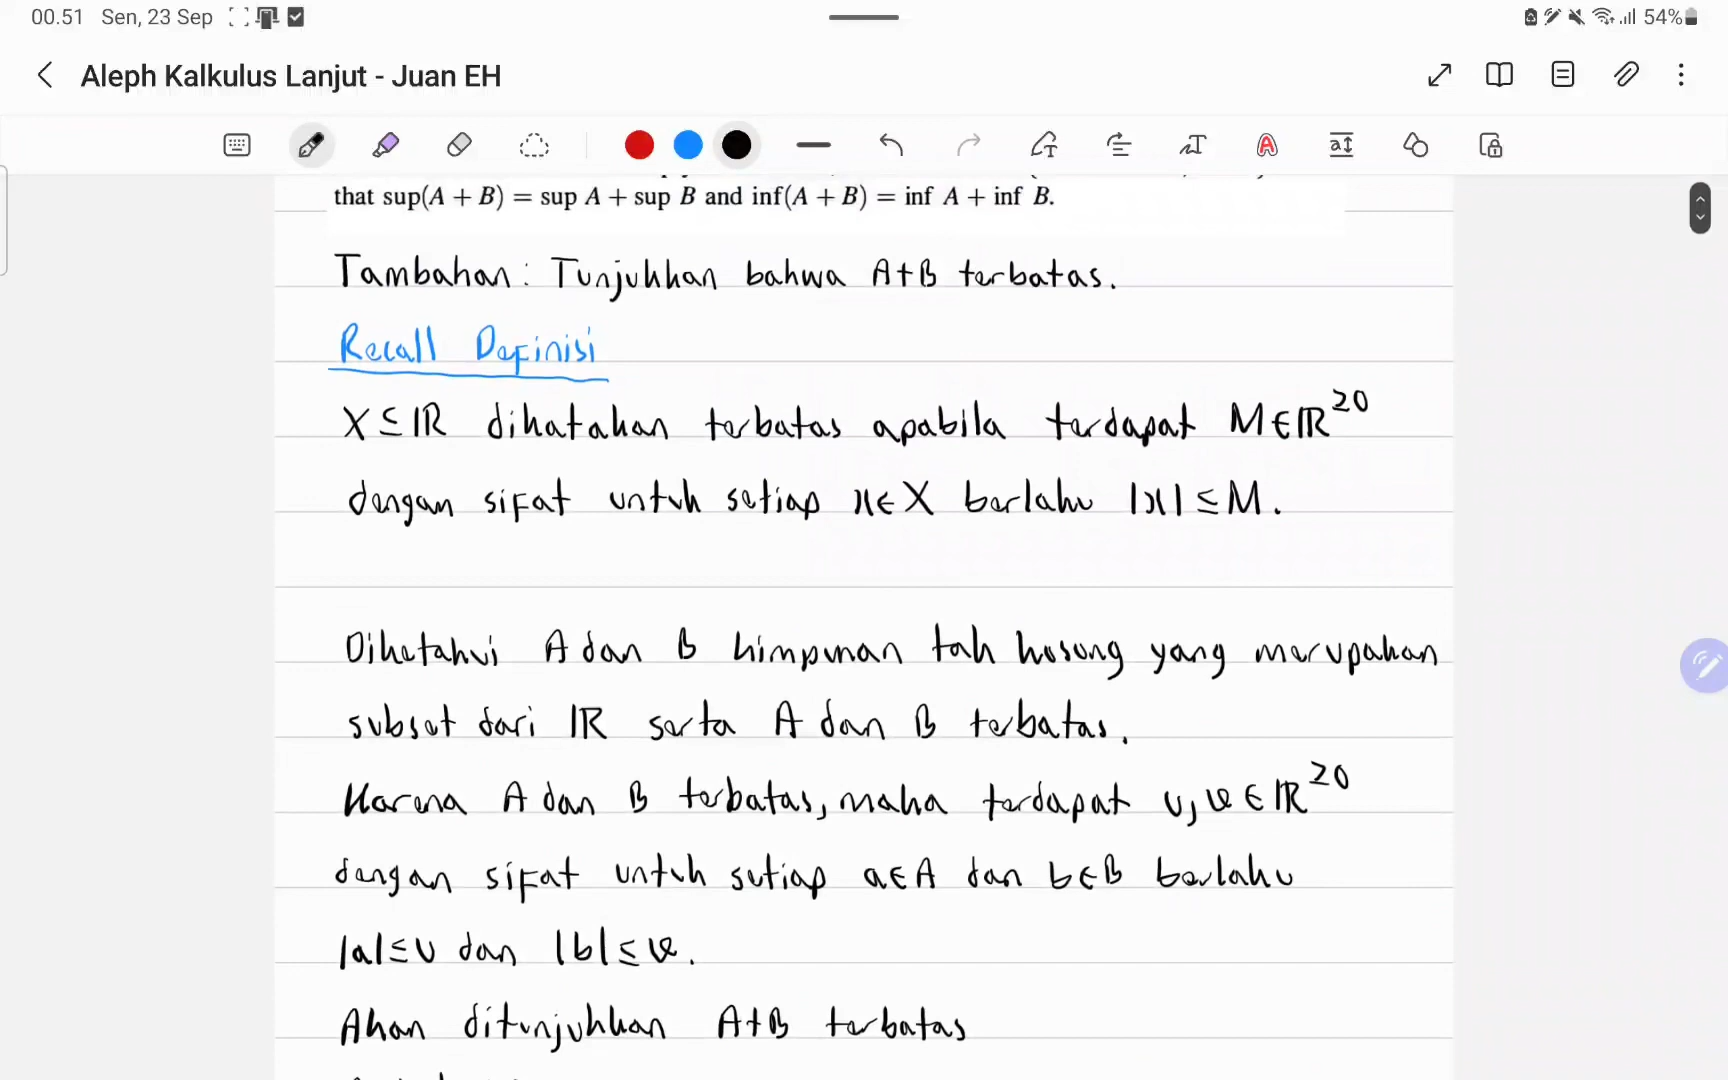 00.51 Sen, 23 Sep 54%
Aleph Kalkulus Lanjut - Juan EH
that sup(A + B) = sup A + sup B and inf(A + B) = inf A + inf B.
Tambahan : Tunjukkan bahwa A+B terbatas.
Recall Definisi
X ⊆ ℝ dikatakan terbatas apabila terdapat M ∈ ℝ^≥0
dengan sifat untuk setiap x ∈ X berlaku |x| ≤ M.
Diketahui A dan B himpunan tak kosong yang merupakan
subset dari ℝ serta A dan B terbatas.
Karena A dan B terbatas, maka terdapat u, v ∈ ℝ^≥0
dengan sifat untuk setiap a ∈ A dan b ∈ B berlaku
|a| ≤ u dan |b| ≤ v.
Akan ditunjukkan A+B terbatas